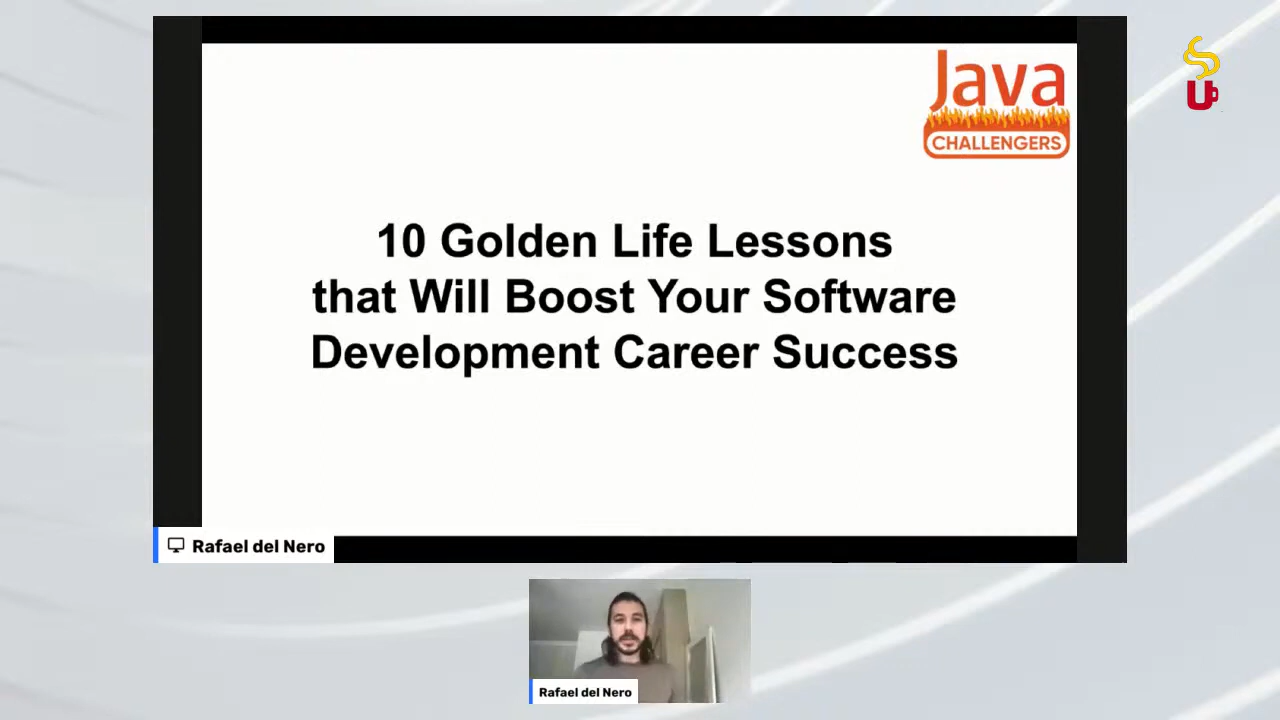 Java
CHALLENGERS
10 Golden Life Lessons
that Will Boost Your Software
Development Career Success
Rafael del Nero
Rafael del Nero